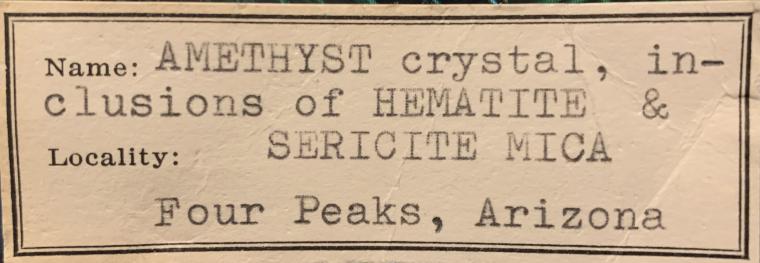 Name: AMETHYST crystal, in-
clusions of HEMATITE &
Locality: SERICITE MICA
Four Peaks, Arizona